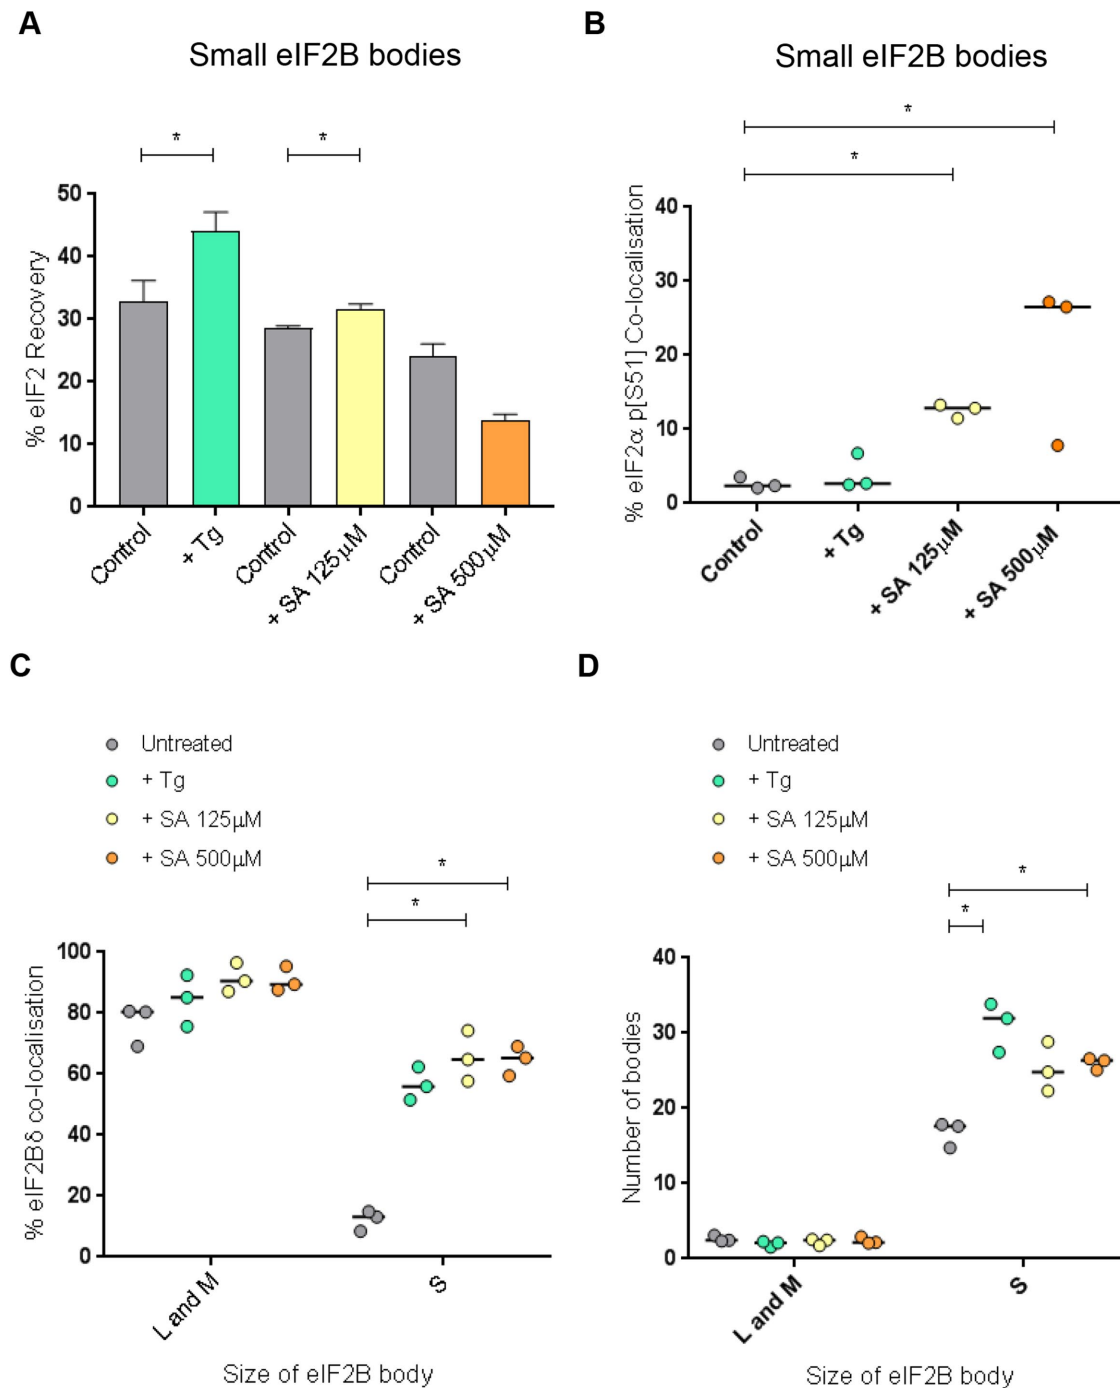 A
Small eIF2B bodies
*
*
% eIF2 Recovery
50
40
30
20
10
0
Control
+ Tg
Control
+ SA 125μM
Control
+ SA 500μM
B
Small eIF2B bodies
*
*
% eIF2α p[S51] Co-localisation
40
30
20
10
0
Control
+ Tg
+ SA 125μM
+ SA 500μM
C
Untreated
+ Tg
+ SA 125μM
+ SA 500μM
*
*
% eIF2Bδ co-localisation
100
80
60
40
20
0
L and M
S
Size of eIF2B body
D
Untreated
+ Tg
+ SA 125μM
+ SA 500μM
*
*
Number of bodies
40
30
20
10
0
L and M
S
Size of eIF2B body